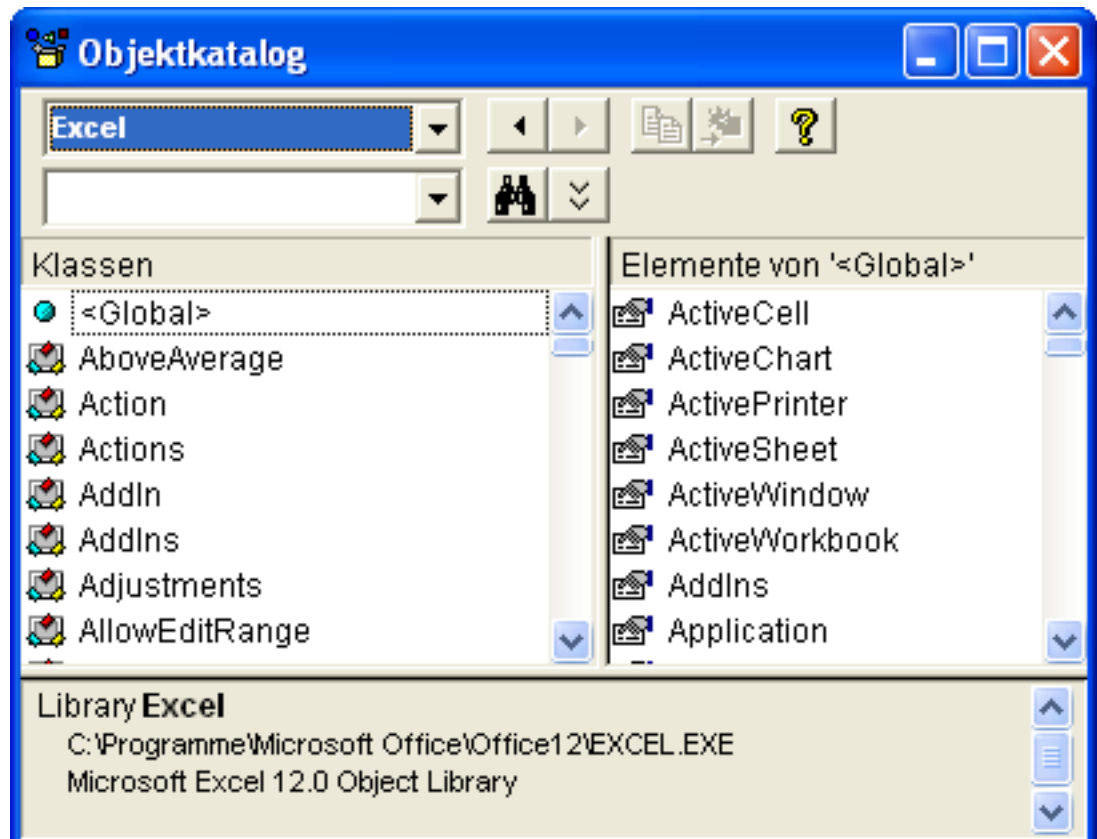 Objektkatalog
Excel
Klassen
<Global>
AboveAverage
Action
Actions
AddIn
AddIns
Adjustments
AllowEditRange
Elemente von '<Global>'
ActiveCell
ActiveChart
ActivePrinter
ActiveSheet
ActiveWindow
ActiveWorkbook
AddIns
Application
Library Excel
C:\Programme\Microsoft Office\Office12\EXCEL.EXE
Microsoft Excel 12.0 Object Library